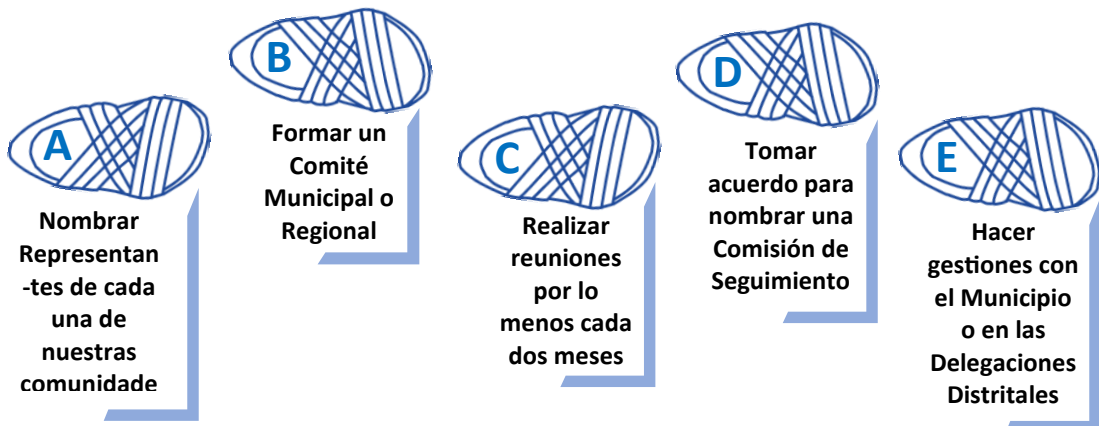 A
Nombrar
Representan
-tes de cada
una de
nuestras
comunidade
B
Formar un
Comité
Municipal o
Regional
C
Realizar
reuniones
por lo
menos cada
dos meses
D
Tomar
acuerdo para
nombrar una
Comisión de
Seguimiento
E
Hacer
gestiones con
el Municipio
o en las
Delegaciones
Distritales